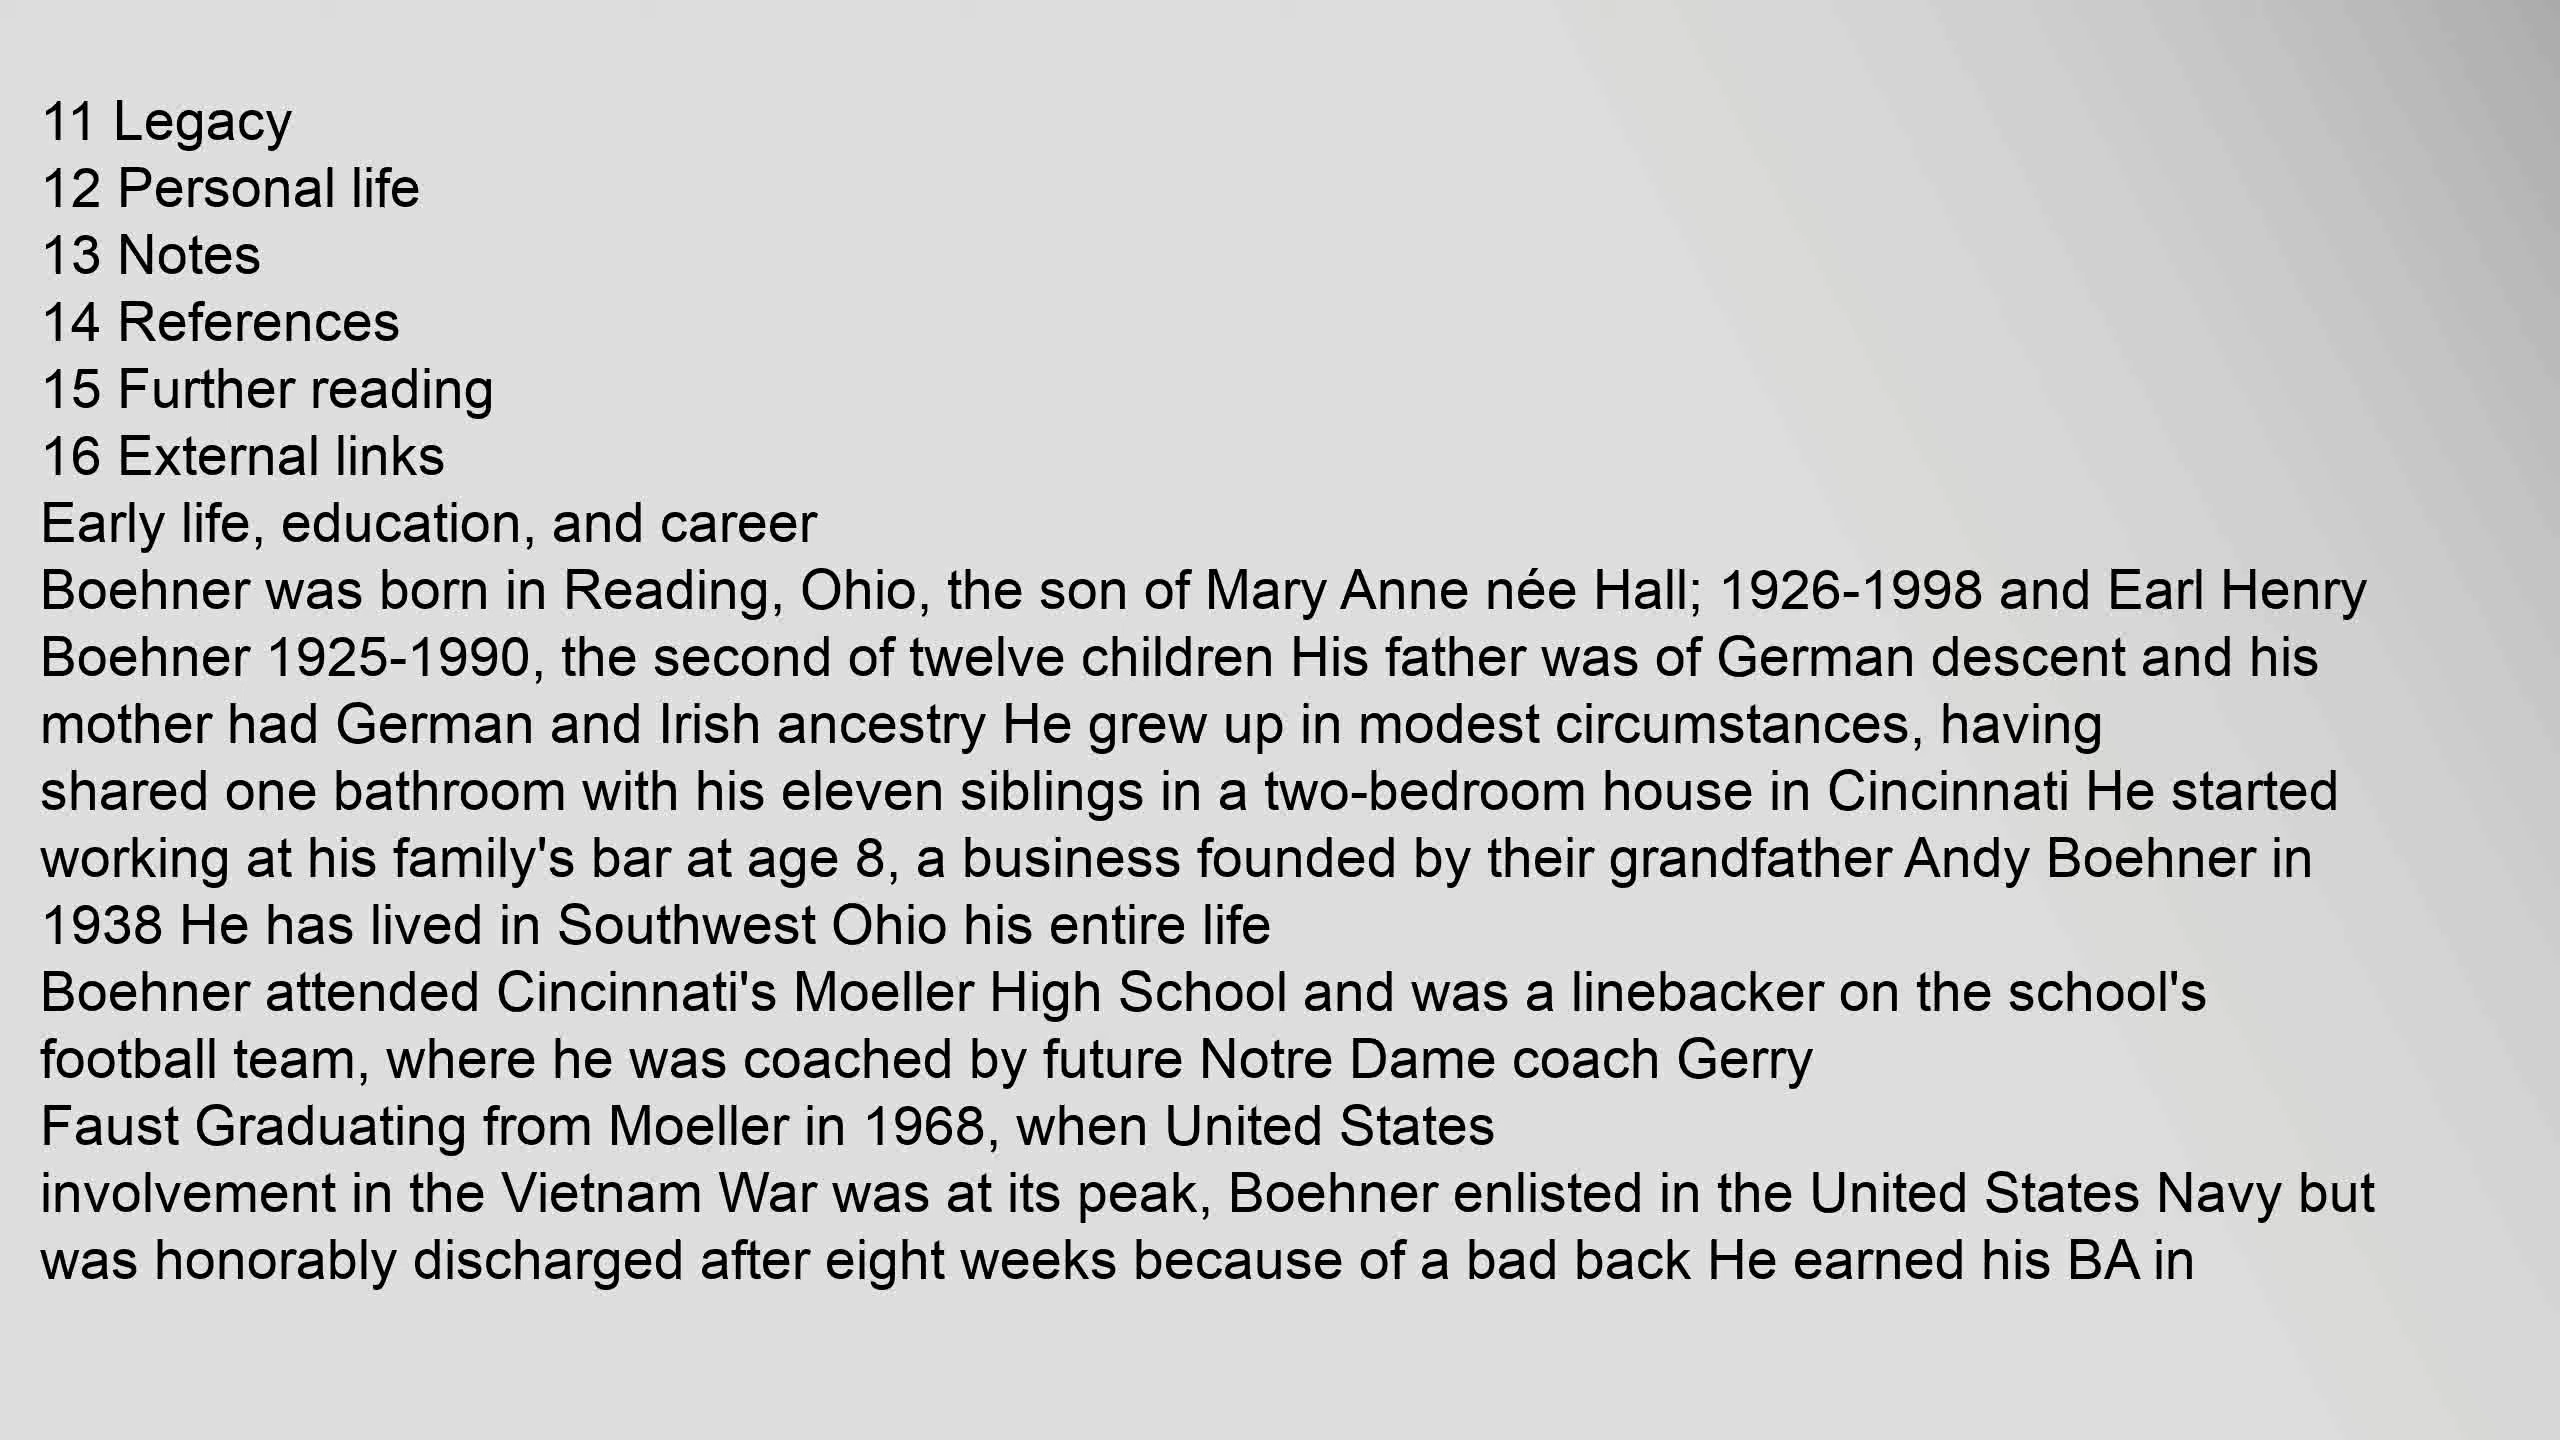 11 Legacy
12 Personal life
13 Notes
14 References
15 Further reading
16 External links
Early life, education, and career
Boehner was born in Reading, Ohio, the son of Mary Anne née Hall; 1926-1998 and Earl Henry
Boehner 1925-1990, the second of twelve children His father was of German descent and his
mother had German and Irish ancestry He grew up in modest circumstances, having
shared one bathroom with his eleven siblings in a two-bedroom house in Cincinnati He started
working at his family's bar at age 8, a business founded by their grandfather Andy Boehner in
1938 He has lived in Southwest Ohio his entire life
Boehner attended Cincinnati's Moeller High School and was a linebacker on the school's
football team, where he was coached by future Notre Dame coach Gerry
Faust Graduating from Moeller in 1968, when United States
involvement in the Vietnam War was at its peak, Boehner enlisted in the United States Navy but
was honorably discharged after eight weeks because of a bad back He earned his BA in